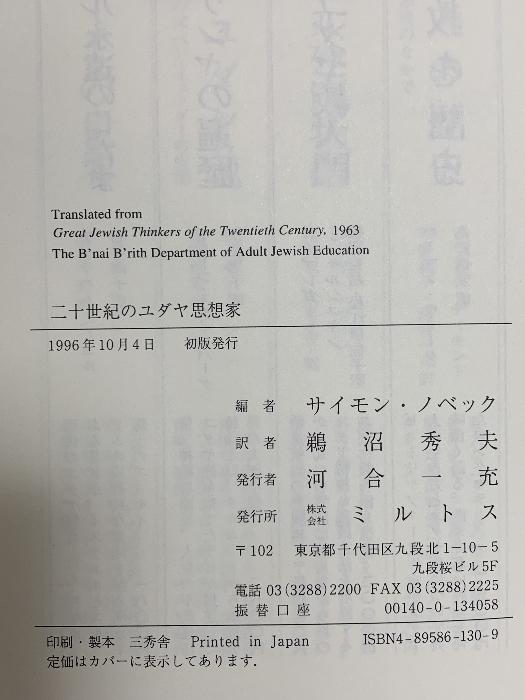 Translated from
Great Jewish Thinkers of the Twentieth Century, 1963
The B'nai B'rith Department of Adult Jewish Education
二十世紀のユダヤ思想家
1996年10月4日 初版発行
編者 サイモン・ノベック
訳者 鵜沼秀夫
発行者 河合一充
発行所 株式会社 ミルトス
〒102 東京都千代田区九段北1-10-5
九段桜ビル5F
電話 03(3288)2200 FAX 03(3288)2225
振替口座 00140-0-134058
印刷・製本 三秀舎 Printed in Japan ISBN4-89586-130-9
定価はカバーに表示してあります.